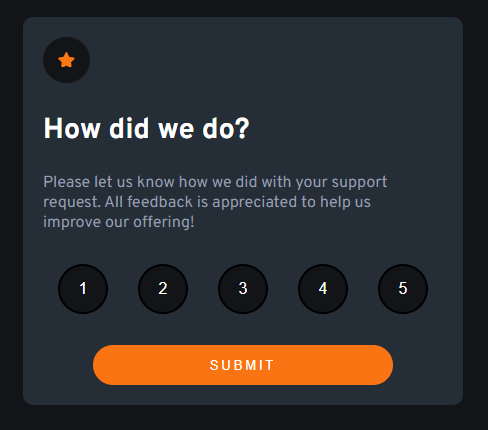 How did we do?
Please let us know how we did with your support
request. All feedback is appreciated to help us
improve our offering!
1 2 3 4 5
SUBMIT